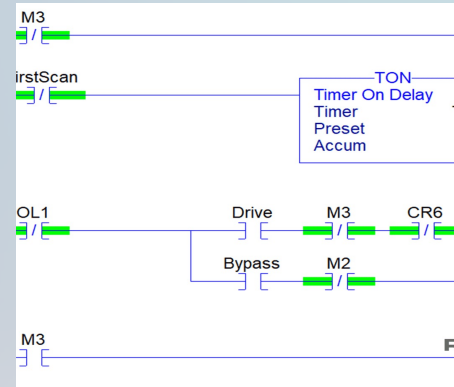 M3
irstScan
TON
Timer On Delay
Timer
Preset
Accum
OL1 Drive M3 CR6
Bypass M2
M3